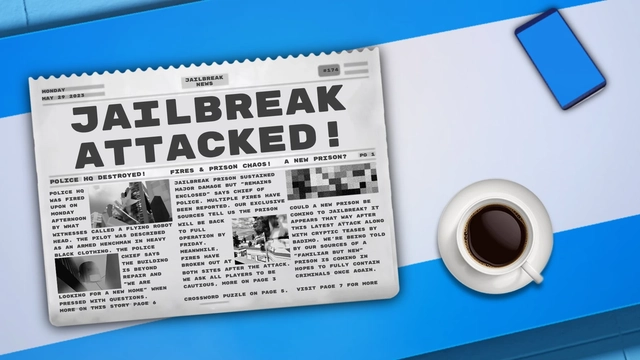 MONDAY
MAY 29 2023
JAILBREAK
NEWS
#174
JAILBREAK
ATTACKED!
POLICE HQ DESTROYED!
FIRES & PRISON CHAOS!
A NEW PRISON?
PG 5
POLICE HQ
WAS FIRED
UPON ON
MONDAY
AFTERNOON
BY WHAT
WITNESSES CALLED A FLYING ROBOT
HEAD. THE PILOT WAS DESCRIBED
AS AN ARMED HENCHMAN IN HEAVY
BLACK CLOTHING. THE POLICE
CHIEF SAYS
THE BUILDING
IS BEYOND
REPAIR AND
"WE ARE
LOOKING FOR A NEW HOME" WHEN
PRESSED WITH QUESTIONS.
MORE ON THIS STORY PAGE 6
JAILBREAK PRISON SUSTAINED
MAJOR DAMAGE BUT "REMAINS
ENCLOSED" SAYS CHIEF OF
POLICE. MULTIPLE FIRES HAVE
BEEN REPORTED. OUR EXCLUSIVE
SOURCES TELL US THE PRISON
WILL BE BACK
TO FULL
OPERATION BY
FRIDAY.
MEANWHILE,
FIRES HAVE
BROKEN OUT AT
BOTH SITES AFTER THE ATTACK.
WE ASK ALL PLAYERS TO BE
CAUTIOUS. MORE ON PAGE 3
CROSSWORD PUZZLE ON PAGE 6.
COULD A NEW PRISON BE
COMING TO JAILBREAK? IT
APPEARS THAT WAY AFTER
THIS LATEST ATTACK ALONG
WITH CRYPTIC TEASES BY
BADIMO. WE'RE BEING TOLD
BY OUR SOURCES OF A
"FAMILIAR BUT NEW"
PRISON IS COMING IN
HOPES TO FULLY CONTAIN
CRIMINALS ONCE AGAIN.
VISIT PAGE 7 FOR MORE